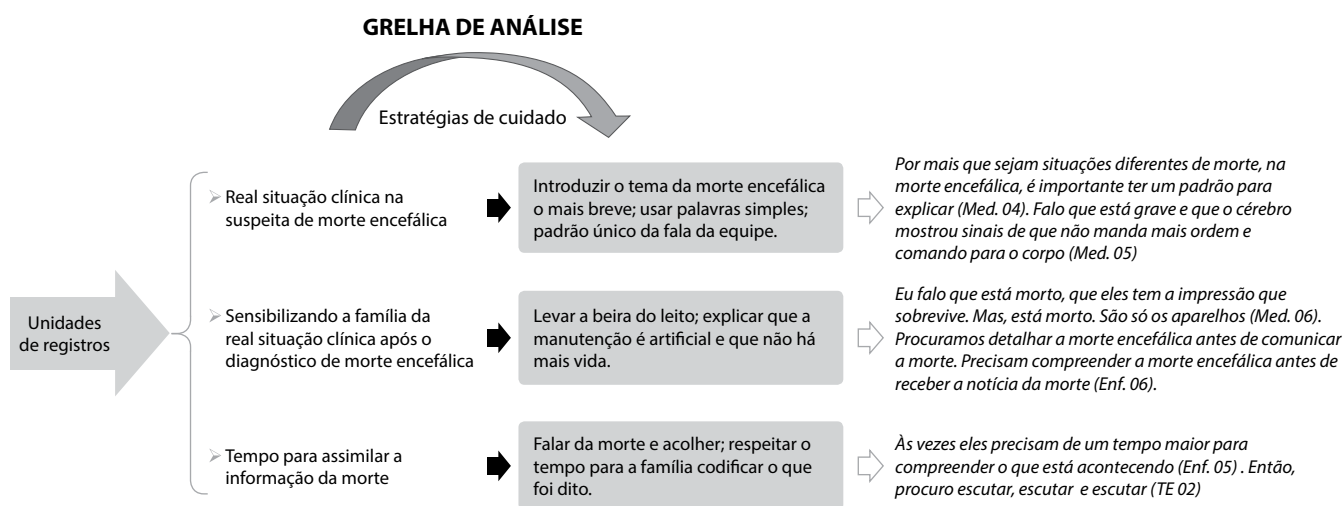 GRELHA DE ANÁLISE
Estratégias de cuidado
Unidades
de registros
Real situação clínica na
suspeita de morte encefálica
Introduzir o tema da morte encefálica
o mais breve; usar palavras simples;
padrão único da fala da equipe.
Por mais que sejam situações diferentes de morte, na
morte encefálica, é importante ter um padrão para
explicar (Med. 04). Falo que está grave e que o cérebro
mostrou sinais de que não manda mais ordem e
comando para o corpo (Med. 05)
Sensibilizando a família da
real situação clínica após o
diagnóstico de morte encefálica
Levar a beira do leito; explicar que a
manutenção é artificial e que não há
mais vida.
Eu falo que está morto, que eles tem a impressão que
sobrevive. Mas, está morto. São só os aparelhos (Med. 06).
Procuramos detalhar a morte encefálica antes de comunicar
a morte. Precisam compreender a morte encefálica antes de
receber a notícia da morte (Enf. 06).
Tempo para assimilar a
informação da morte
Falar da morte e acolher; respeitar o
tempo para a família codificar o que
foi dito.
Às vezes eles precisam de um tempo maior para
compreender o que está acontecendo (Enf. 05) . Então,
procuro escutar, escutar e escutar (TE 02)